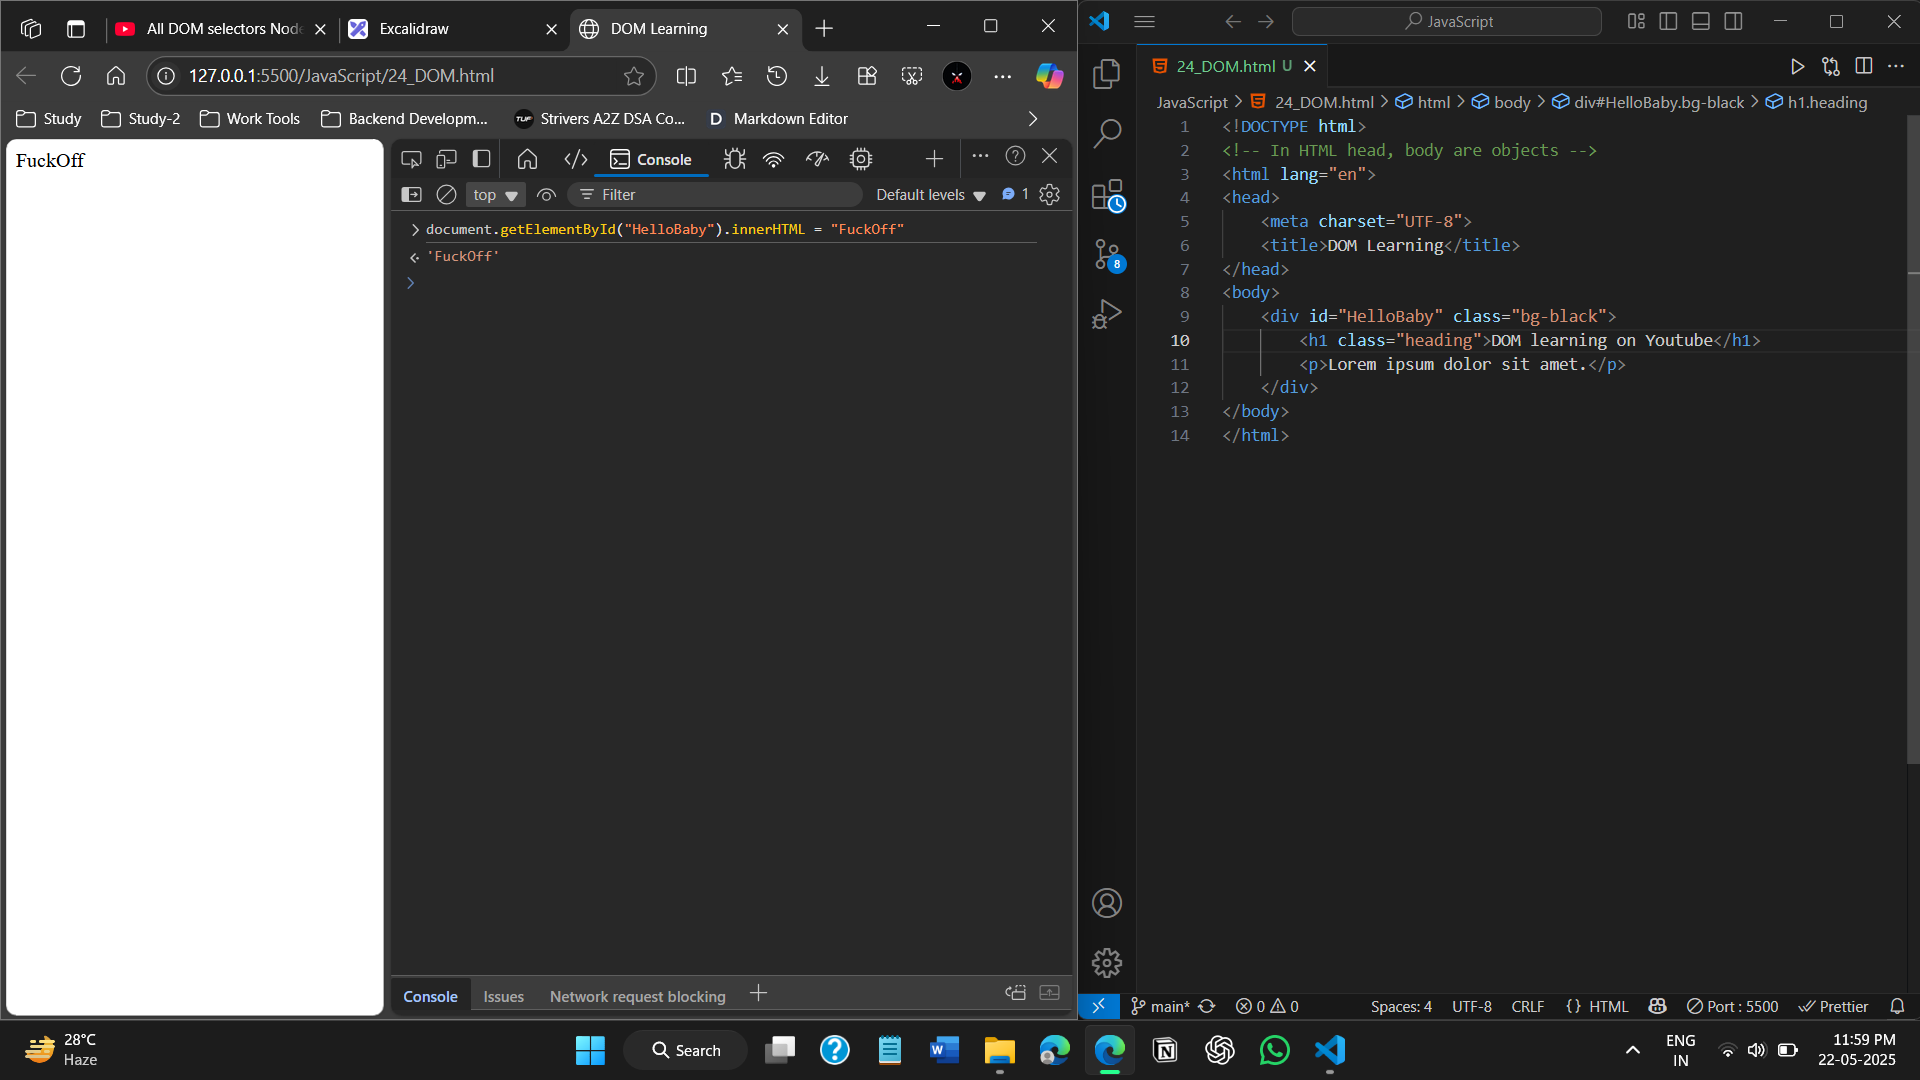 All DOM selectors Node
Excalidraw
DOM Learning
127.0.0.1:5500/JavaScript/24_DOM.html
Study
Study-2
Work Tools
Backend Developm...
TUF
Strivers A2Z DSA Co...
D
Markdown Editor
FuckOff
Console
top
Filter
Default levels
1
document.getElementById("HelloBaby").innerHTML = "FuckOff"
'FuckOff'
Console
Issues
Network request blocking
JavaScript
24_DOM.html U
JavaScript > 24_DOM.html > html > body > div#HelloBaby.bg-black > h1.heading
1 <!DOCTYPE html>
2 <!-- In HTML head, body are objects -->
3 <html lang="en">
4 <head>
5 <meta charset="UTF-8">
6 <title>DOM Learning</title>
7 </head>
8 <body>
9 <div id="HelloBaby" class="bg-black">
10 <h1 class="heading">DOM learning on Youtube</h1>
11 <p>Lorem ipsum dolor sit amet.</p>
12 </div>
13 </body>
14 </html>
8
main*
0
0
Spaces: 4
UTF-8
CRLF
{ } HTML
Port : 5500
Prettier
28°C
Haze
Search
ENG
IN
11:59 PM
22-05-2025